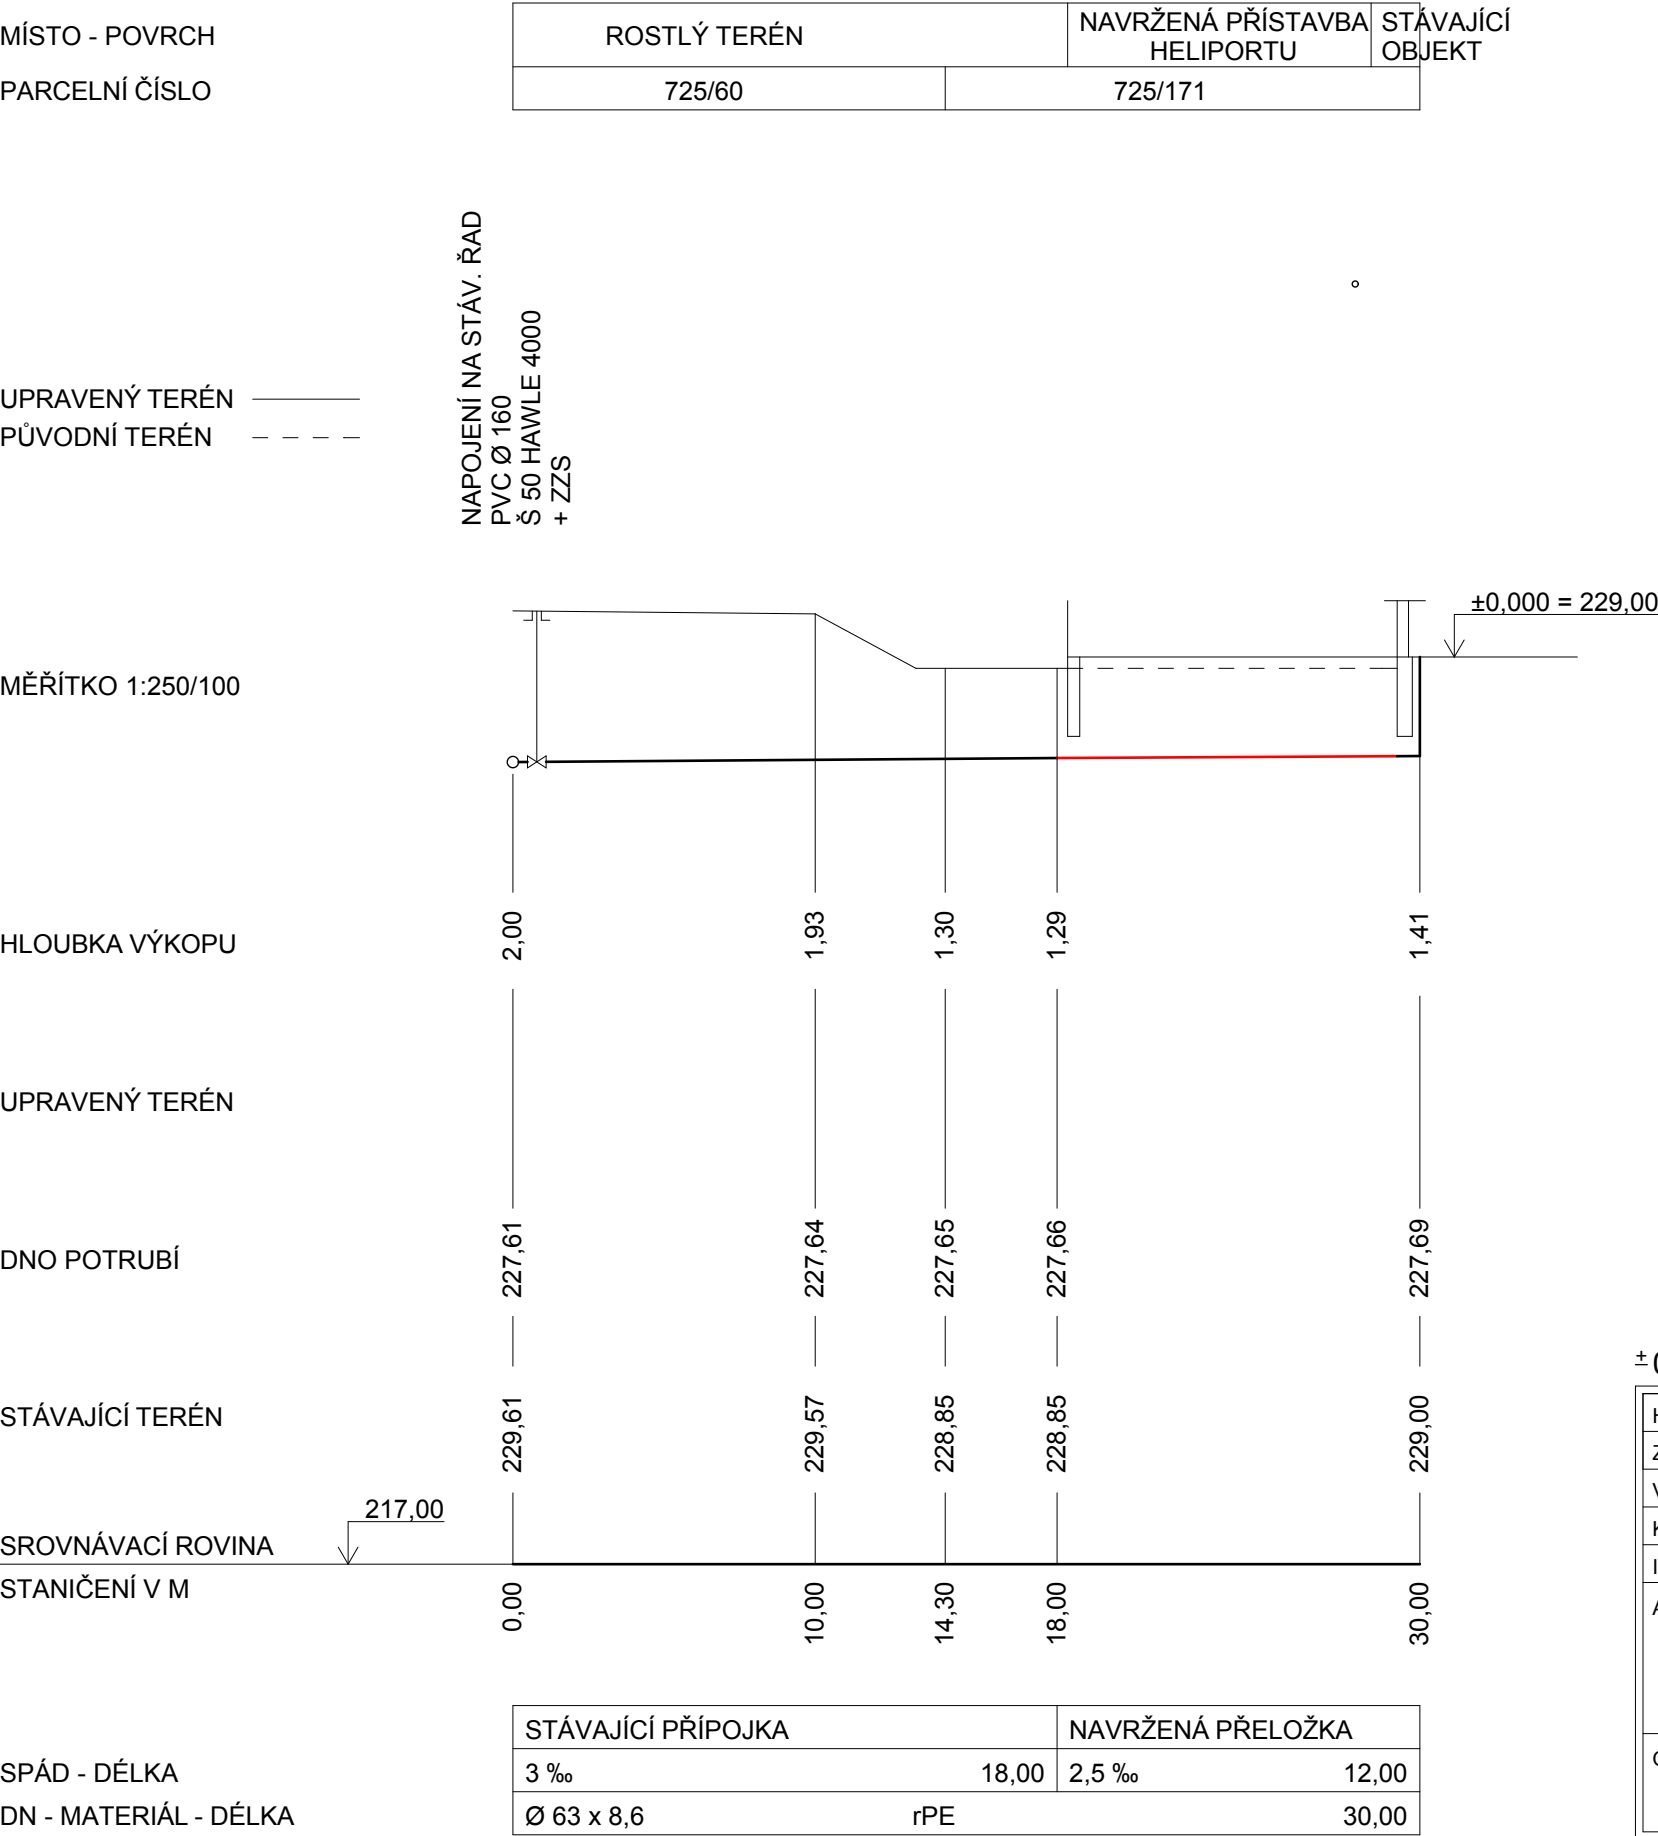 MÍSTO - POVRCH
ROSTLÝ TERÉN
NAVRŽENÁ PŘÍSTAVBA
HELIPORTU
STÁVAJÍCÍ
OBJEKT
PARCELNÍ ČÍSLO
725/60
725/171
NAPOJENÍ NA STÁV. ŘAD
PVC Ø 160
Š 50 HAWLE 4000
+ ZZS
UPRAVENÝ TERÉN
PŮVODNÍ TERÉN
±0,000 = 229,00
MĚŘÍTKO 1:250/100
HLOUBKA VÝKOPU
2,00
1,93
1,30
1,29
1,41
UPRAVENÝ TERÉN
DNO POTRUBÍ
227,61
227,64
227,65
227,66
227,69
STÁVAJÍCÍ TERÉN
229,61
229,57
228,85
228,85
229,00
217,00
SROVNÁVACÍ ROVINA
STANIČENÍ V M
0,00
10,00
14,30
18,00
30,00
STÁVAJÍCÍ PŘÍPOJKA
NAVRŽENÁ PŘELOŽKA
SPÁD - DÉLKA
3 ‰ 18,00
2,5 ‰ 12,00
DN - MATERIÁL - DÉLKA
Ø 63 x 8,6 rPE 30,00
±